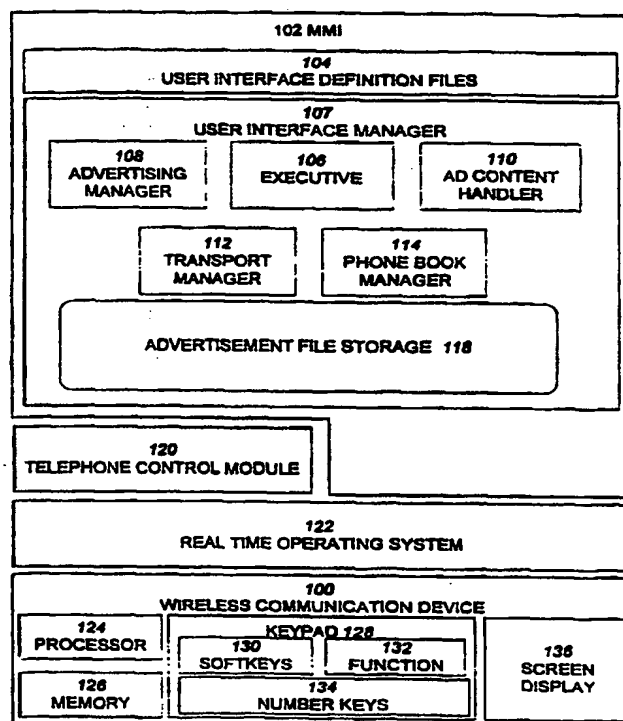 102 MMI
104
USER INTERFACE DEFINITION FILES
107
USER INTERFACE MANAGER
108
ADVERTISING
MANAGER
106
EXECUTIVE
110
AD CONTENT
HANDLER
112
TRANSPORT
MANAGER
114
PHONE BOOK
MANAGER
ADVERTISEMENT FILE STORAGE 118
120
TELEPHONE CONTROL MODULE
122
REAL TIME OPERATING SYSTEM
100
WIRELESS COMMUNICATION DEVICE
124
PROCESSOR
126
MEMORY
KEYPAD 128
130
SOFTKEYS
132
FUNCTION
134
NUMBER KEYS
136
SCREEN
DISPLAY